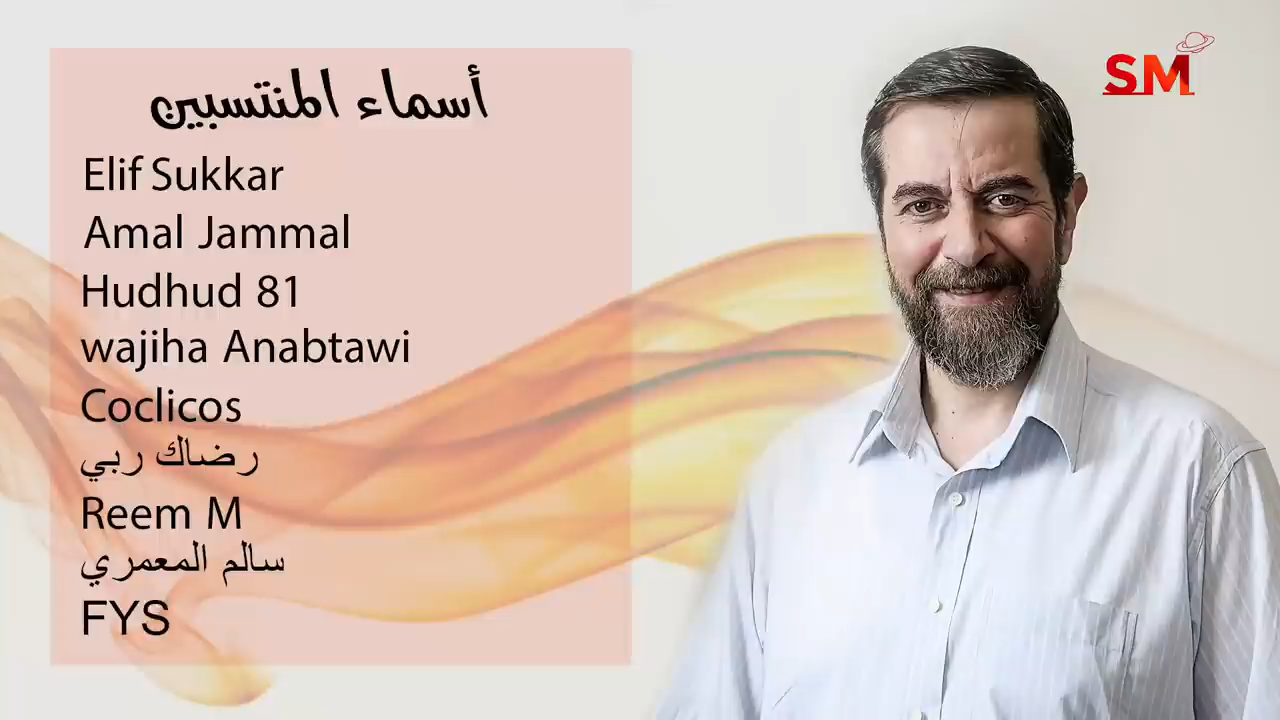 SM
أسماء المنتسبين
Elif Sukkar
Amal Jammal
Hudhud 81
wajiha Anabtawi
Coclicos
رضاك ربي
Reem M
سالم المعمري
FYS